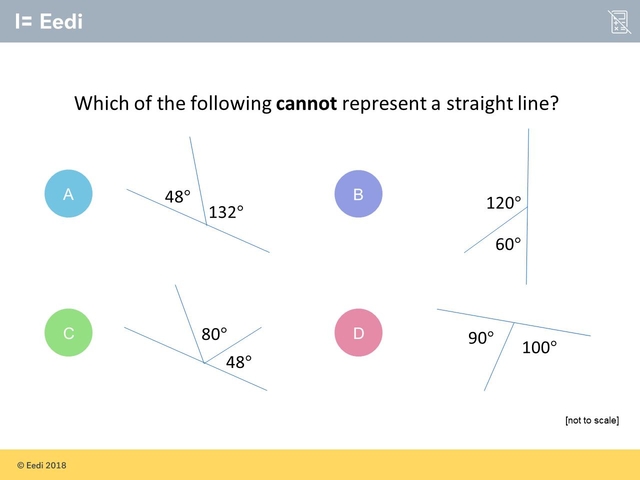 Eedi
Which of the following cannot represent a straight line?
A
48°
132°
B
120°
60°
C
80°
48°
D
90°
100°
[not to scale]
© Eedi 2018